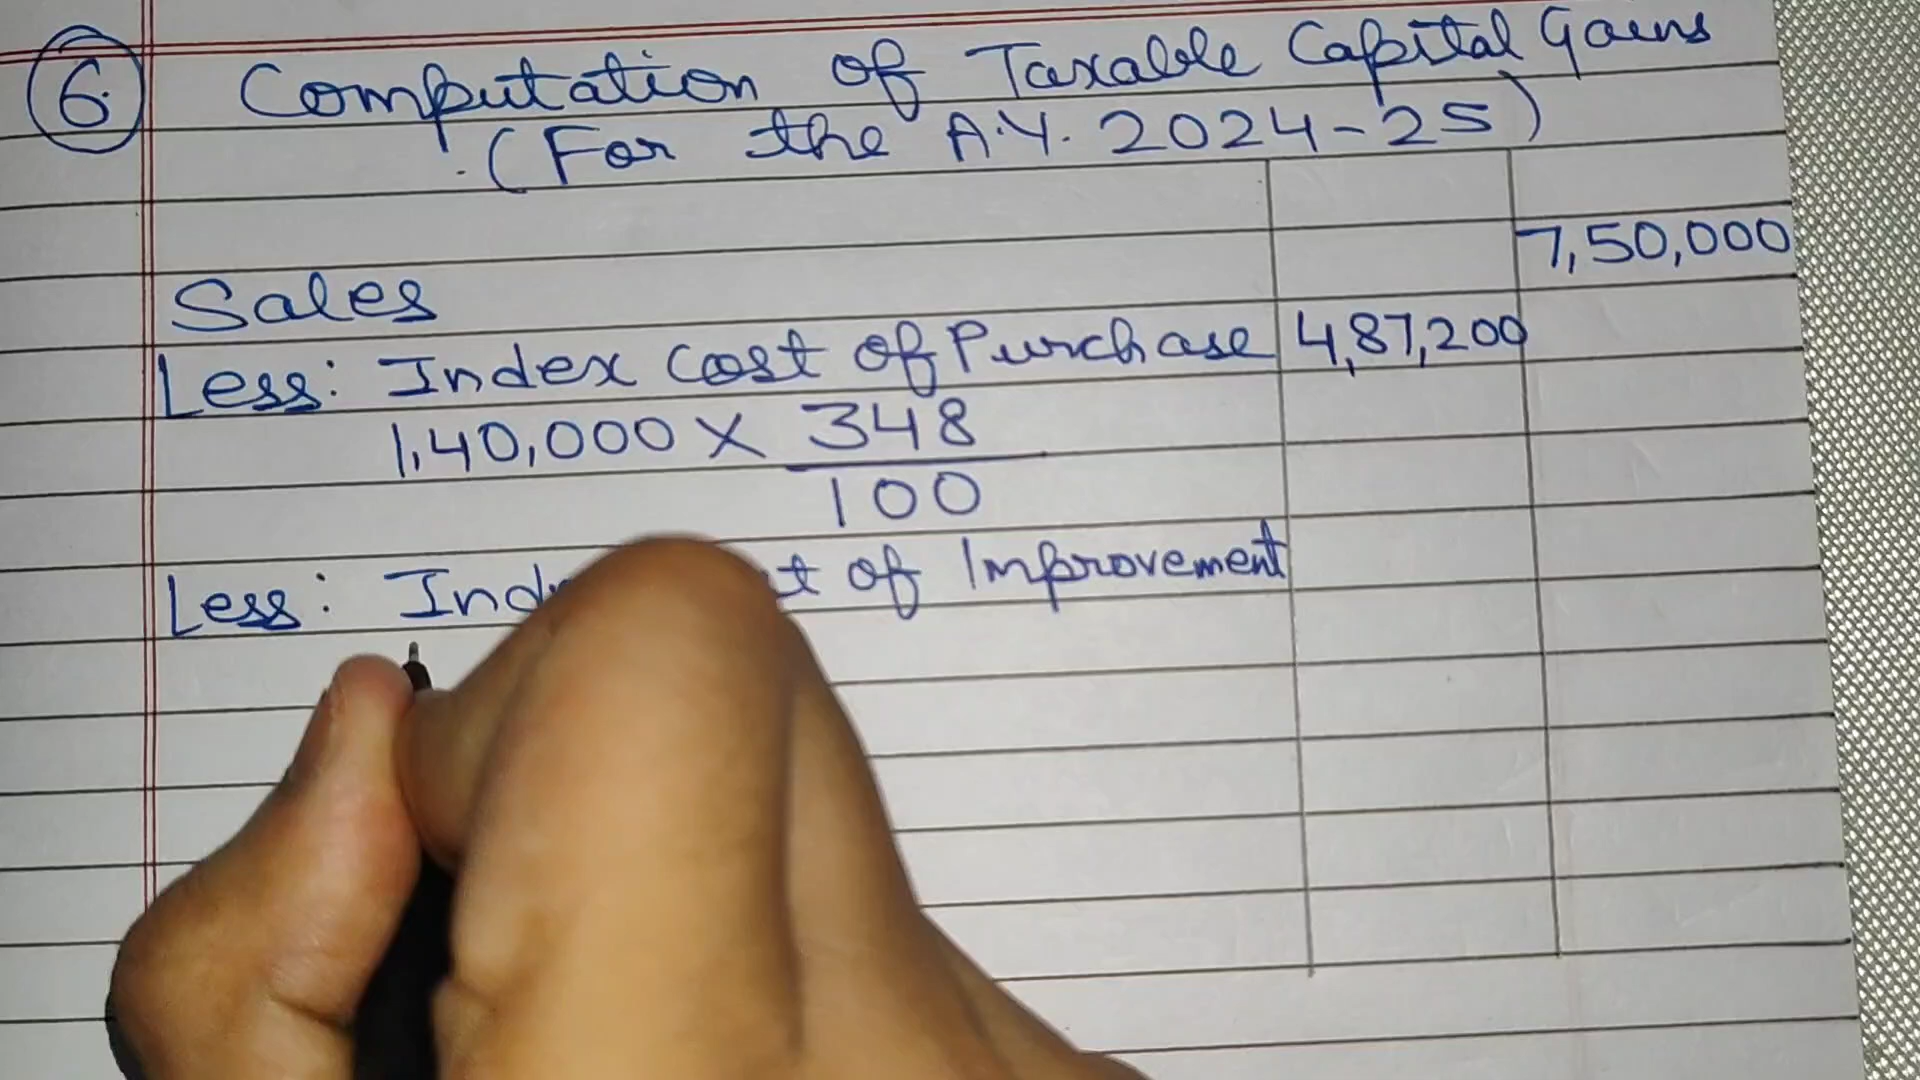 6.
Computation of Taxable Capital Gains
(For the A.Y. 2024-25)
Sales 7,50,000
Less: Index cost of Purchase 4,87,200
1,40,000 X 348
100
Less: of Improvement